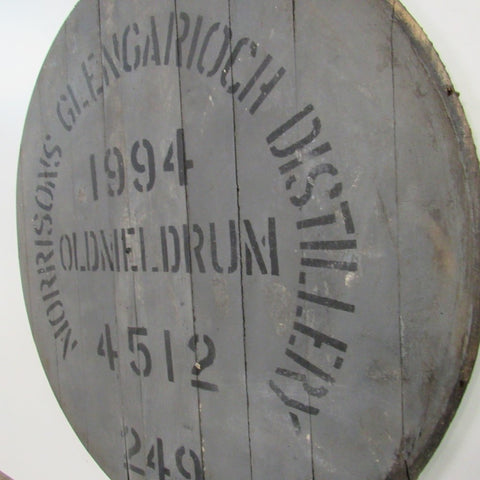 MORRISONS' GLENGARIOCH DISTILLERY-
1994
OLDMELDRUM
4512
249